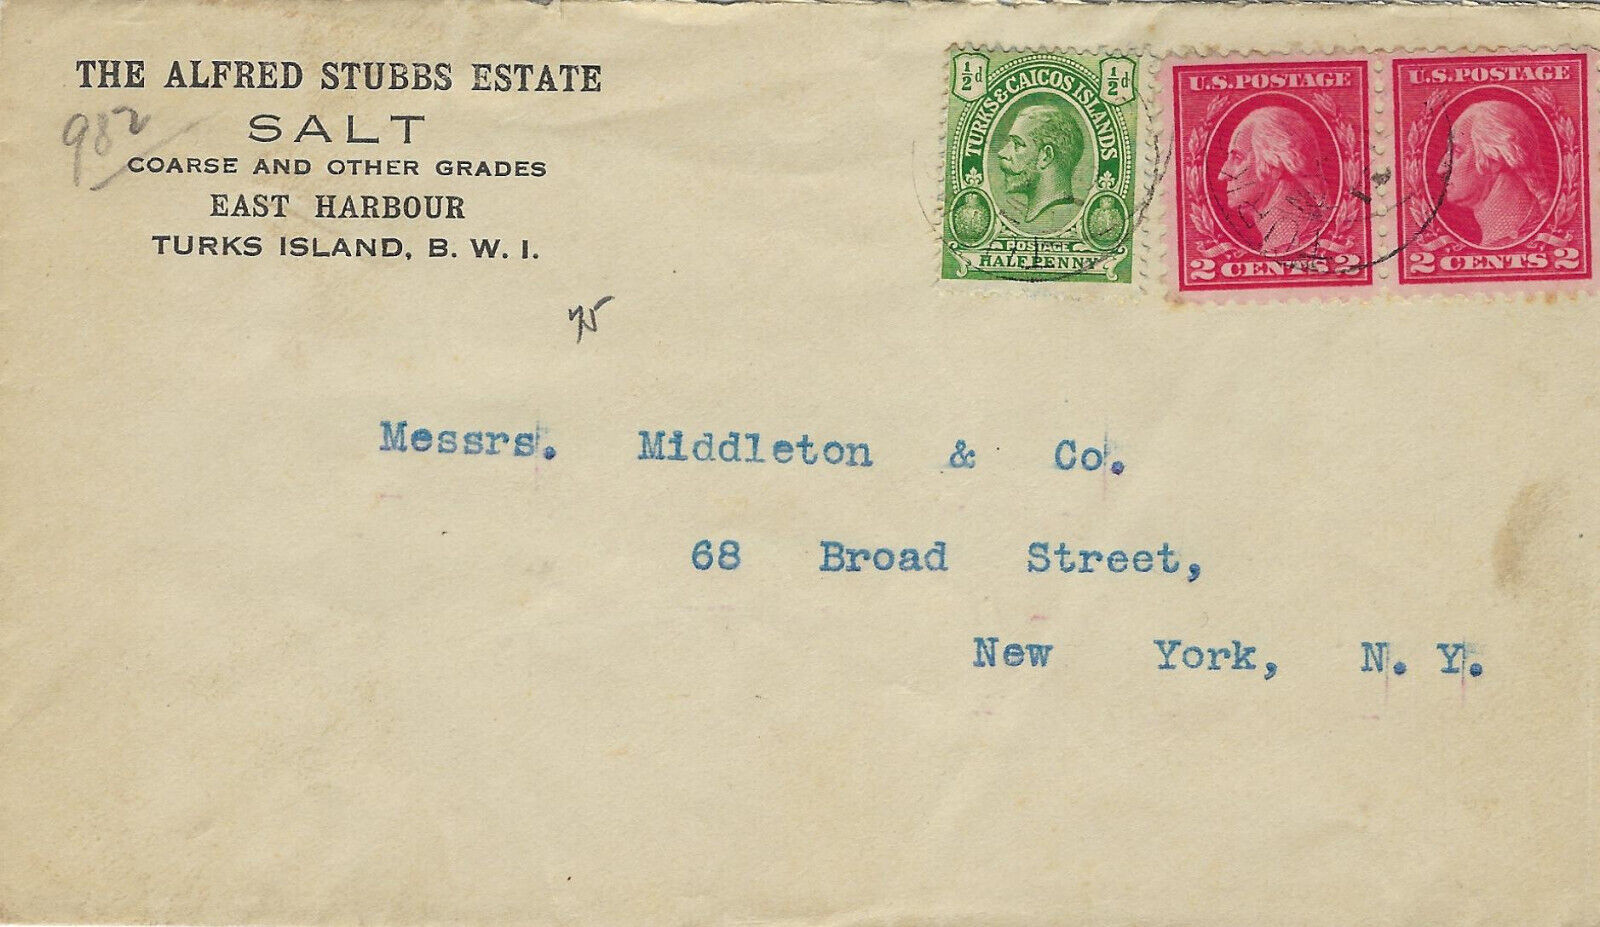 THE ALFRED STUBBS ESTATE
982
SALT
COARSE AND OTHER GRADES
EAST HARBOUR
TURKS ISLAND, B. W. I.
75
½d ½d
TURKS & CAICOS ISLANDS
POSTAGE
HALFPENNY
U.S. POSTAGE
2 CENTS 2
U.S. POSTAGE
2 CENTS 2
Messrs. Middleton & Co.
68 Broad Street,
New York, N. Y.